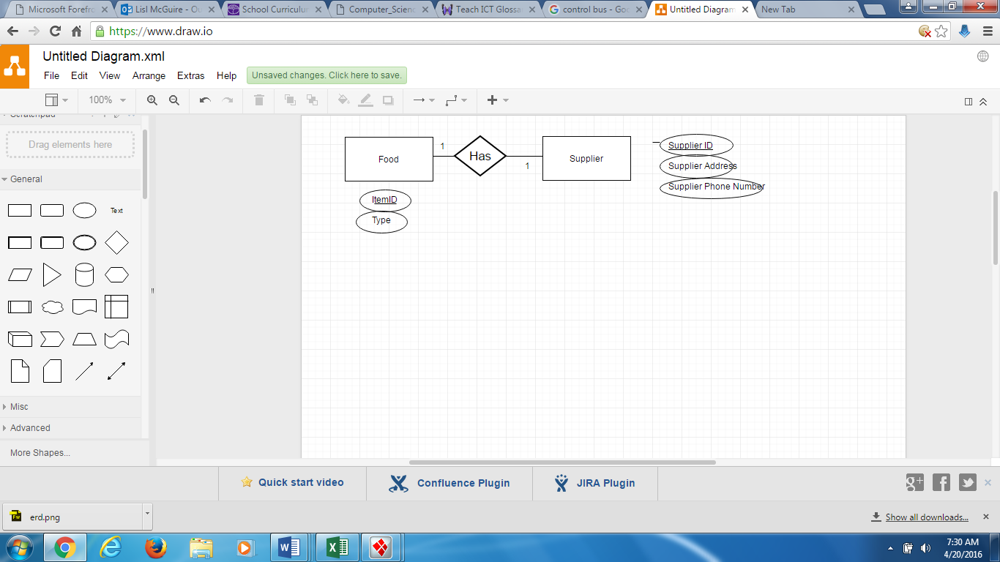 Microsoft Forefro
Lisl McGuire - Ou
School Curriculu
Computer_Scienc
Teach ICT Glossa
control bus - Goo
Untitled Diagram
New Tab
https://www.draw.io
Untitled Diagram.xml
File Edit View Arrange Extras Help Unsaved changes. Click here to save.
100%
Scratchpad
Drag elements here
General
Text
Misc
Advanced
More Shapes...
Food
1
Has
1
Supplier
ItemID
Type
Supplier ID
Supplier Address
Supplier Phone Number
Quick start video
Confluence Plugin
JIRA Plugin
erd.png
Show all downloads...
7:30 AM
4/20/2016